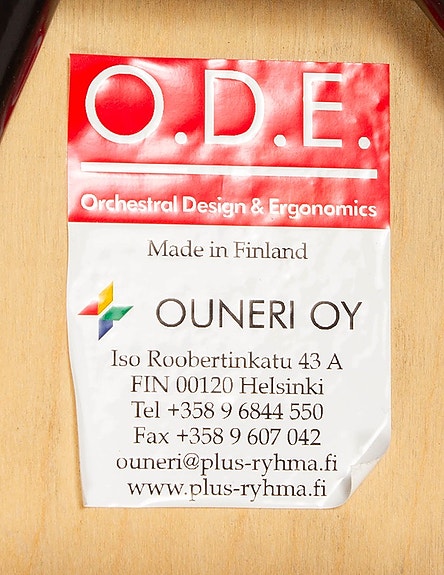 O.D.E.
Orchestral Design & Ergonomics
Made in Finland
OUNERI OY
Iso Roobertinkatu 43 A
FIN 00120 Helsinki
Tel +358 9 6844 550
Fax +358 9 607 042
ouneri@plus-ryhma.fi
www.plus-ryhma.fi